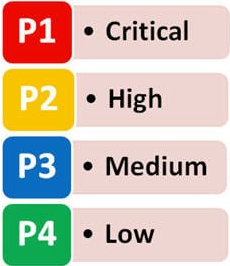 P1 • Critical
P2 • High
P3 • Medium
P4 • Low